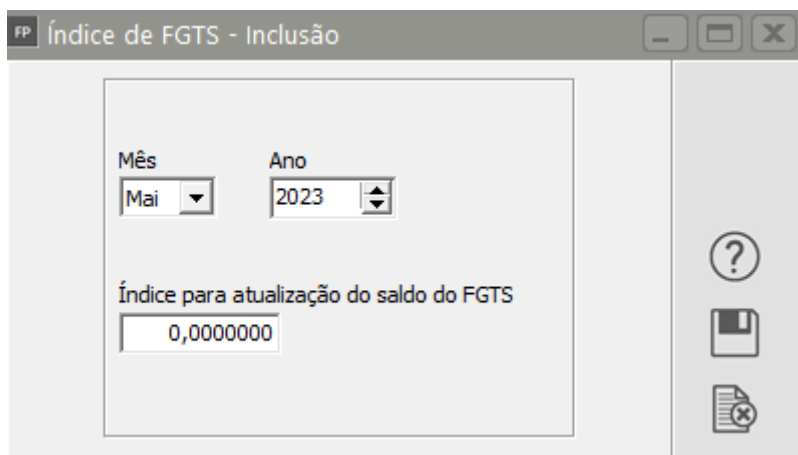 FP Índice de FGTS - Inclusão
Mês Ano
Mai 2023
Índice para atualização do saldo do FGTS
0,0000000